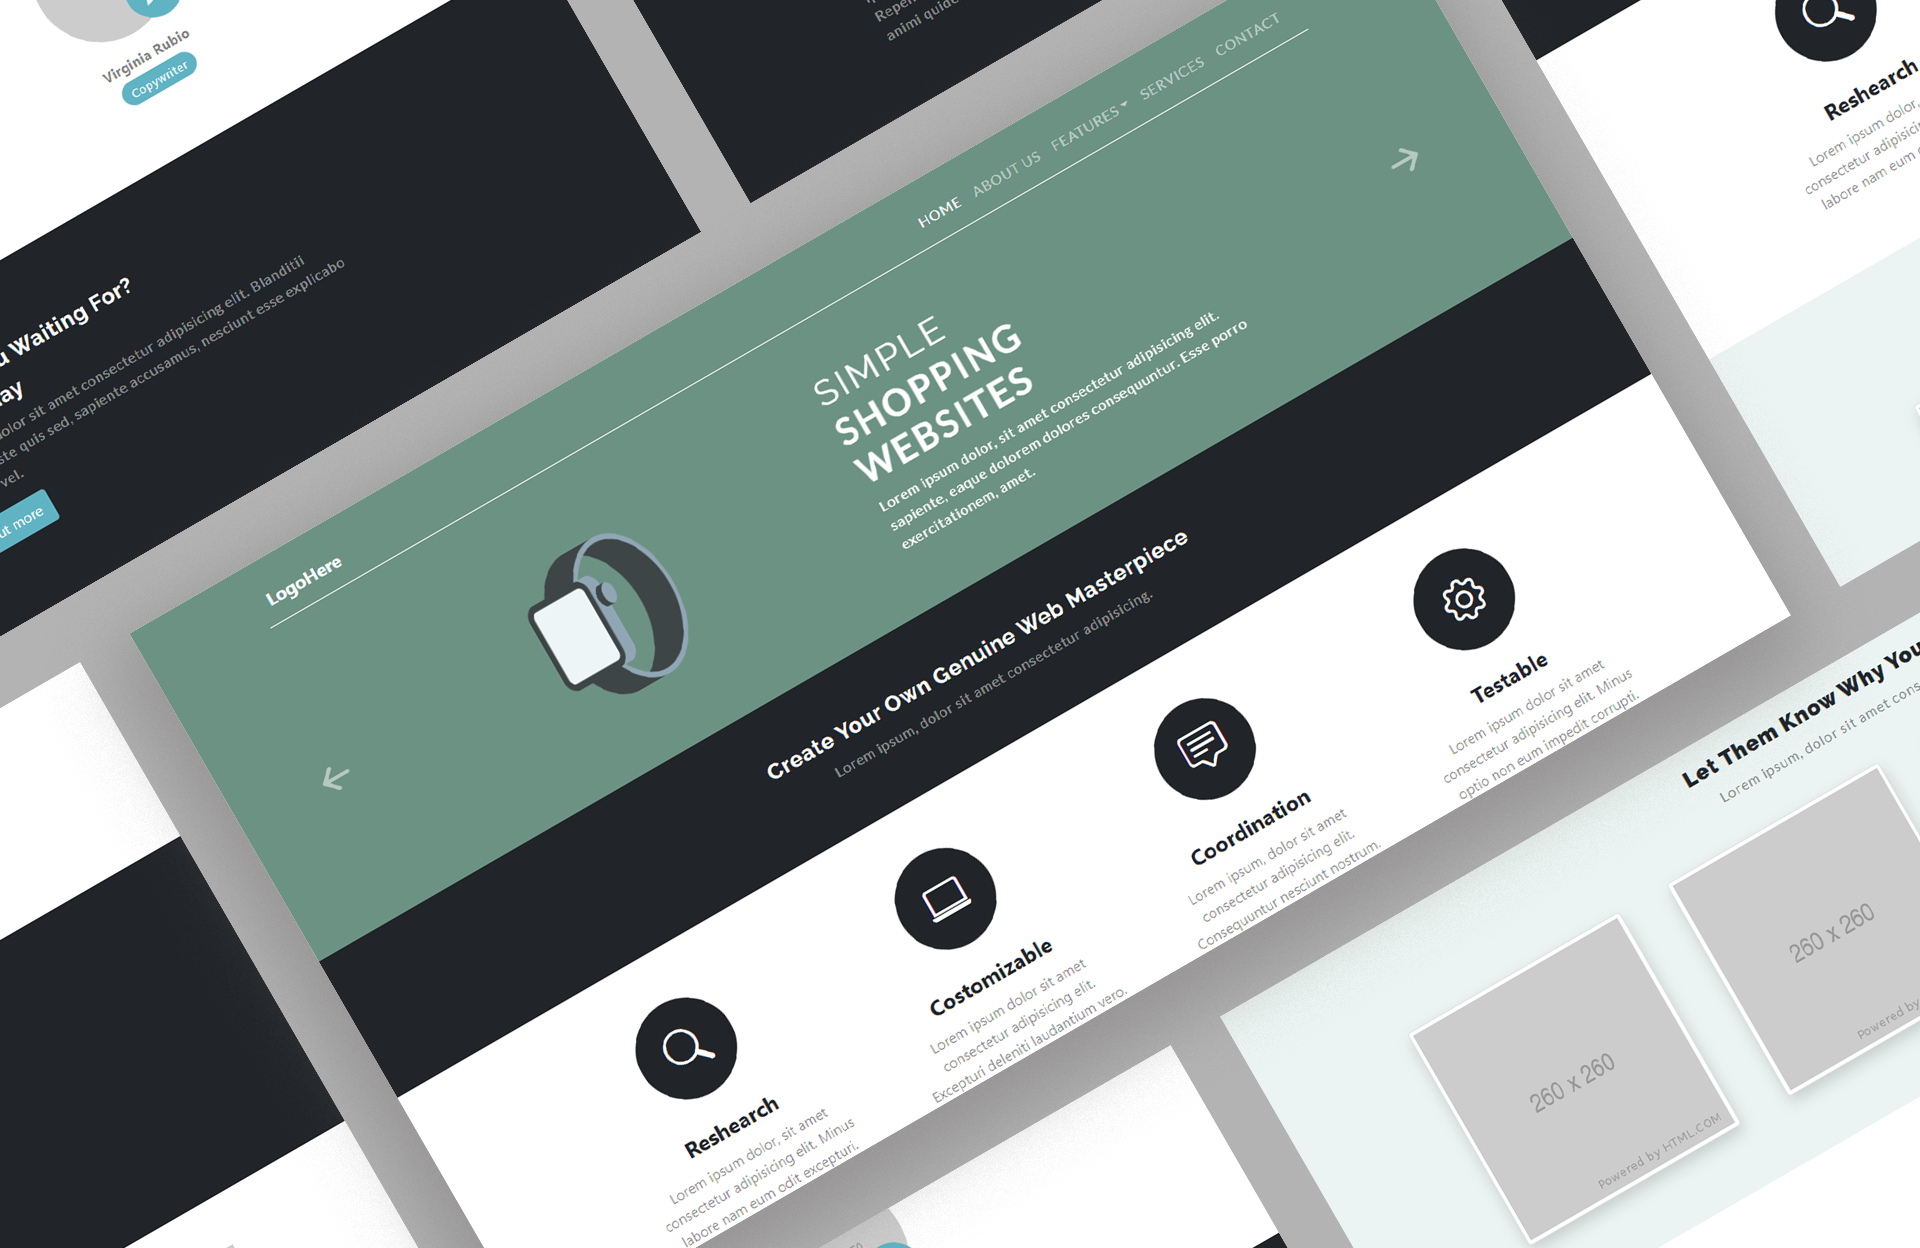 Virginia Rubio
Copywriter
Waiting For?
dolor sit amet consectetur adipisicing elit. Blanditii
quis sed, sapiente accusamus, nesciunt esse explicabo
vel.
more
animi quide
LogoHere
HOME ABOUT US FEATURES SERVICES CONTACT
SIMPLE
SHOPPING
WEBSITES
Lorem ipsum dolor, sit amet consectetur adipisicing elit.
sapiente, eaque dolorem dolores consequuntur. Esse porro
exercitationem, amet.
Create Your Own Genuine Web Masterpiece
Lorem ipsum, dolor sit amet consectetur adipisicing.
Reshearch
Lorem ipsum dolor, sit amet
consectetur adipisicing elit. Minus
labore nam eum odit excepturi.
Costomizable
Lorem ipsum dolor sit amet
consectetur adipisicing elit.
Excepturi deleniti laudantium vero.
Coordination
Lorem ipsum, dolor sit amet
consectetur adipisicing elit.
Consequuntur nesciunt nostrum.
Testable
Lorem ipsum dolor sit amet
consectetur adipisicing elit. Minus
optio non eum impedit corrupti.
Reshearch
Lorem ipsum dolor,
consectetur adipisici
labore nam eum
Let Them Know Why You
Lorem ipsum, dolor sit amet cons
260 x 260
Powered by HTML.COM
260 x 260
Powered by